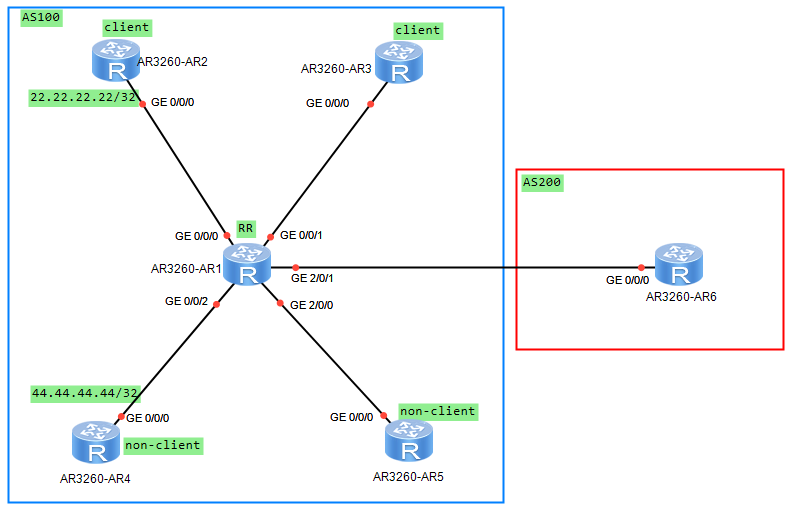 AS100
client
client
R
AR3260-AR2
AR3260-AR3
R
22.22.22.22/32
GE 0/0/0
GE 0/0/0
AS200
RR
GE 0/0/0
GE 0/0/1
AR3260-AR1
R
GE 2/0/1
GE 0/0/0
R
AR3260-AR6
GE 0/0/2
GE 2/0/0
44.44.44.44/32
GE 0/0/0
GE 0/0/0
non-client
R
non-client
R
AR3260-AR4
AR3260-AR5